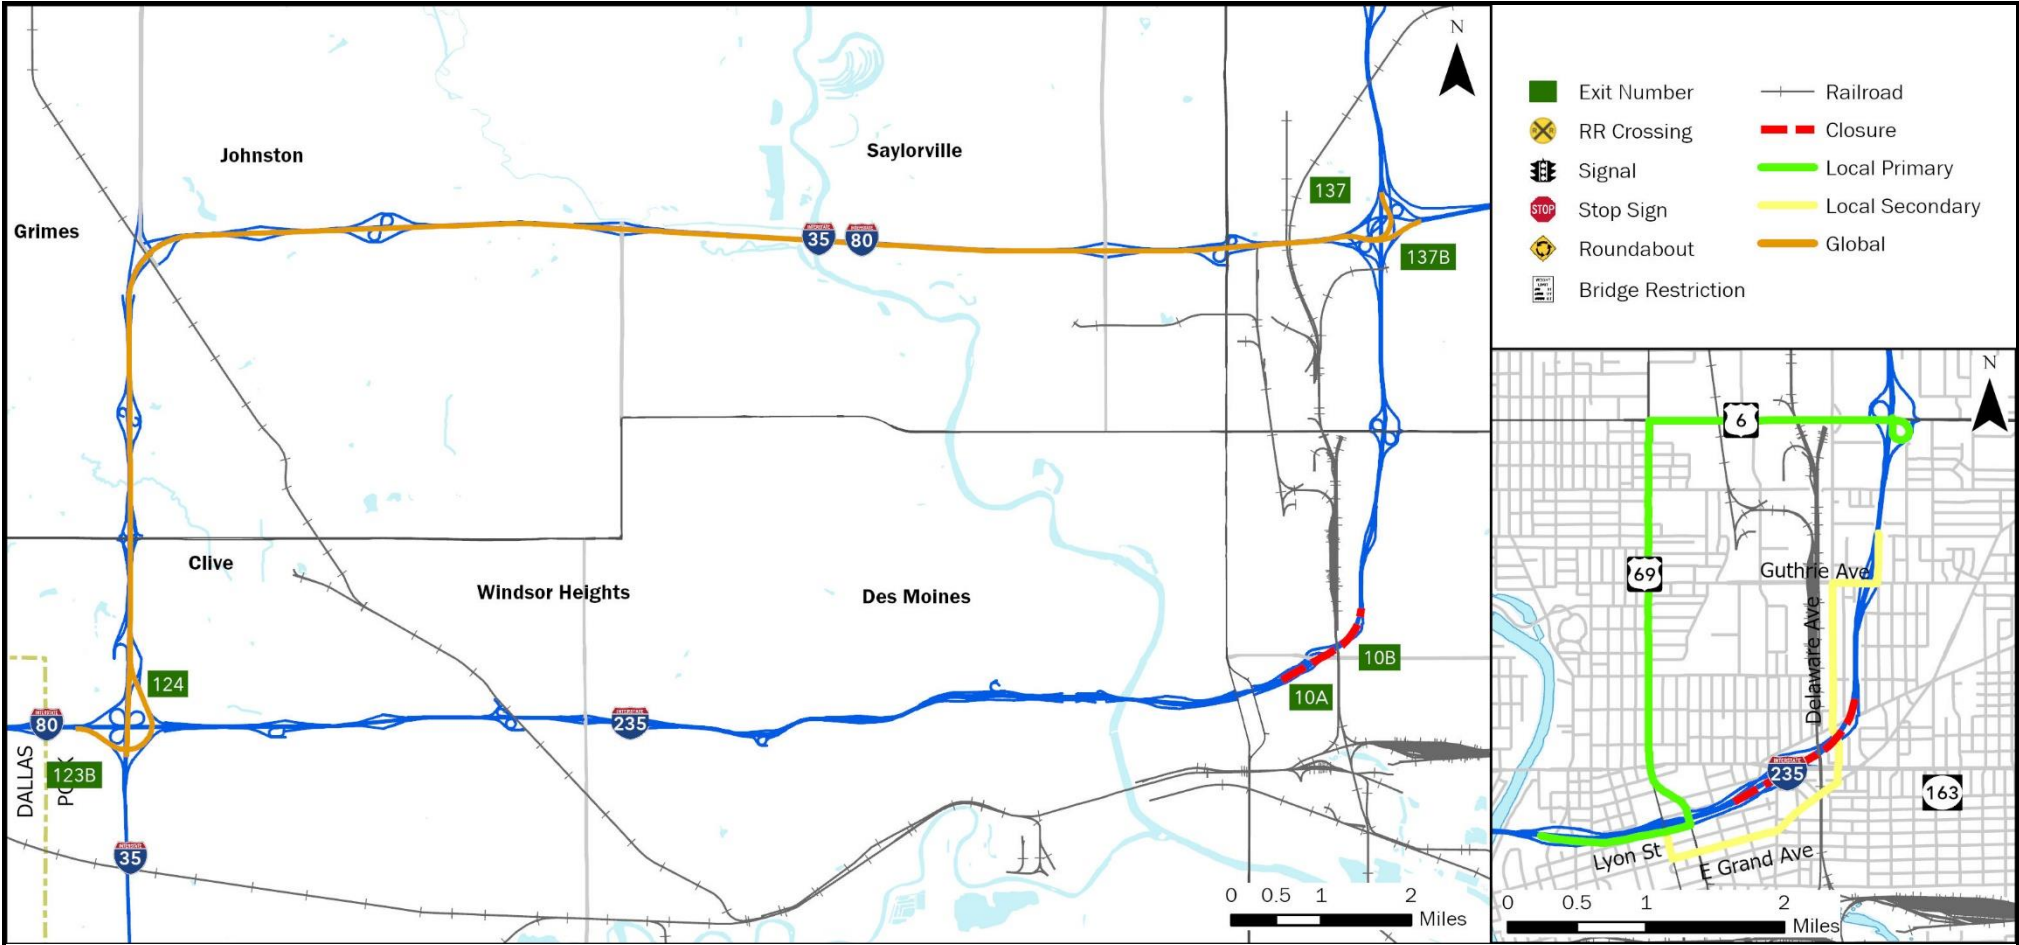 N
Johnston
Saylorville
137
Grimes
35
80
137B
Clive
Windsor Heights
Des Moines
10B
124
10A
80
235
DALLAS
123B
35
0 0.5 1 2
Miles
Exit Number
RR Crossing
Signal
STOP
Stop Sign
Roundabout
Bridge Restriction
Railroad
Closure
Local Primary
Local Secondary
Global
N
6
69
Guthrie Ave
Delaware Ave
235
163
Lyon St
E Grand Ave
0 0.5 1 2
Miles